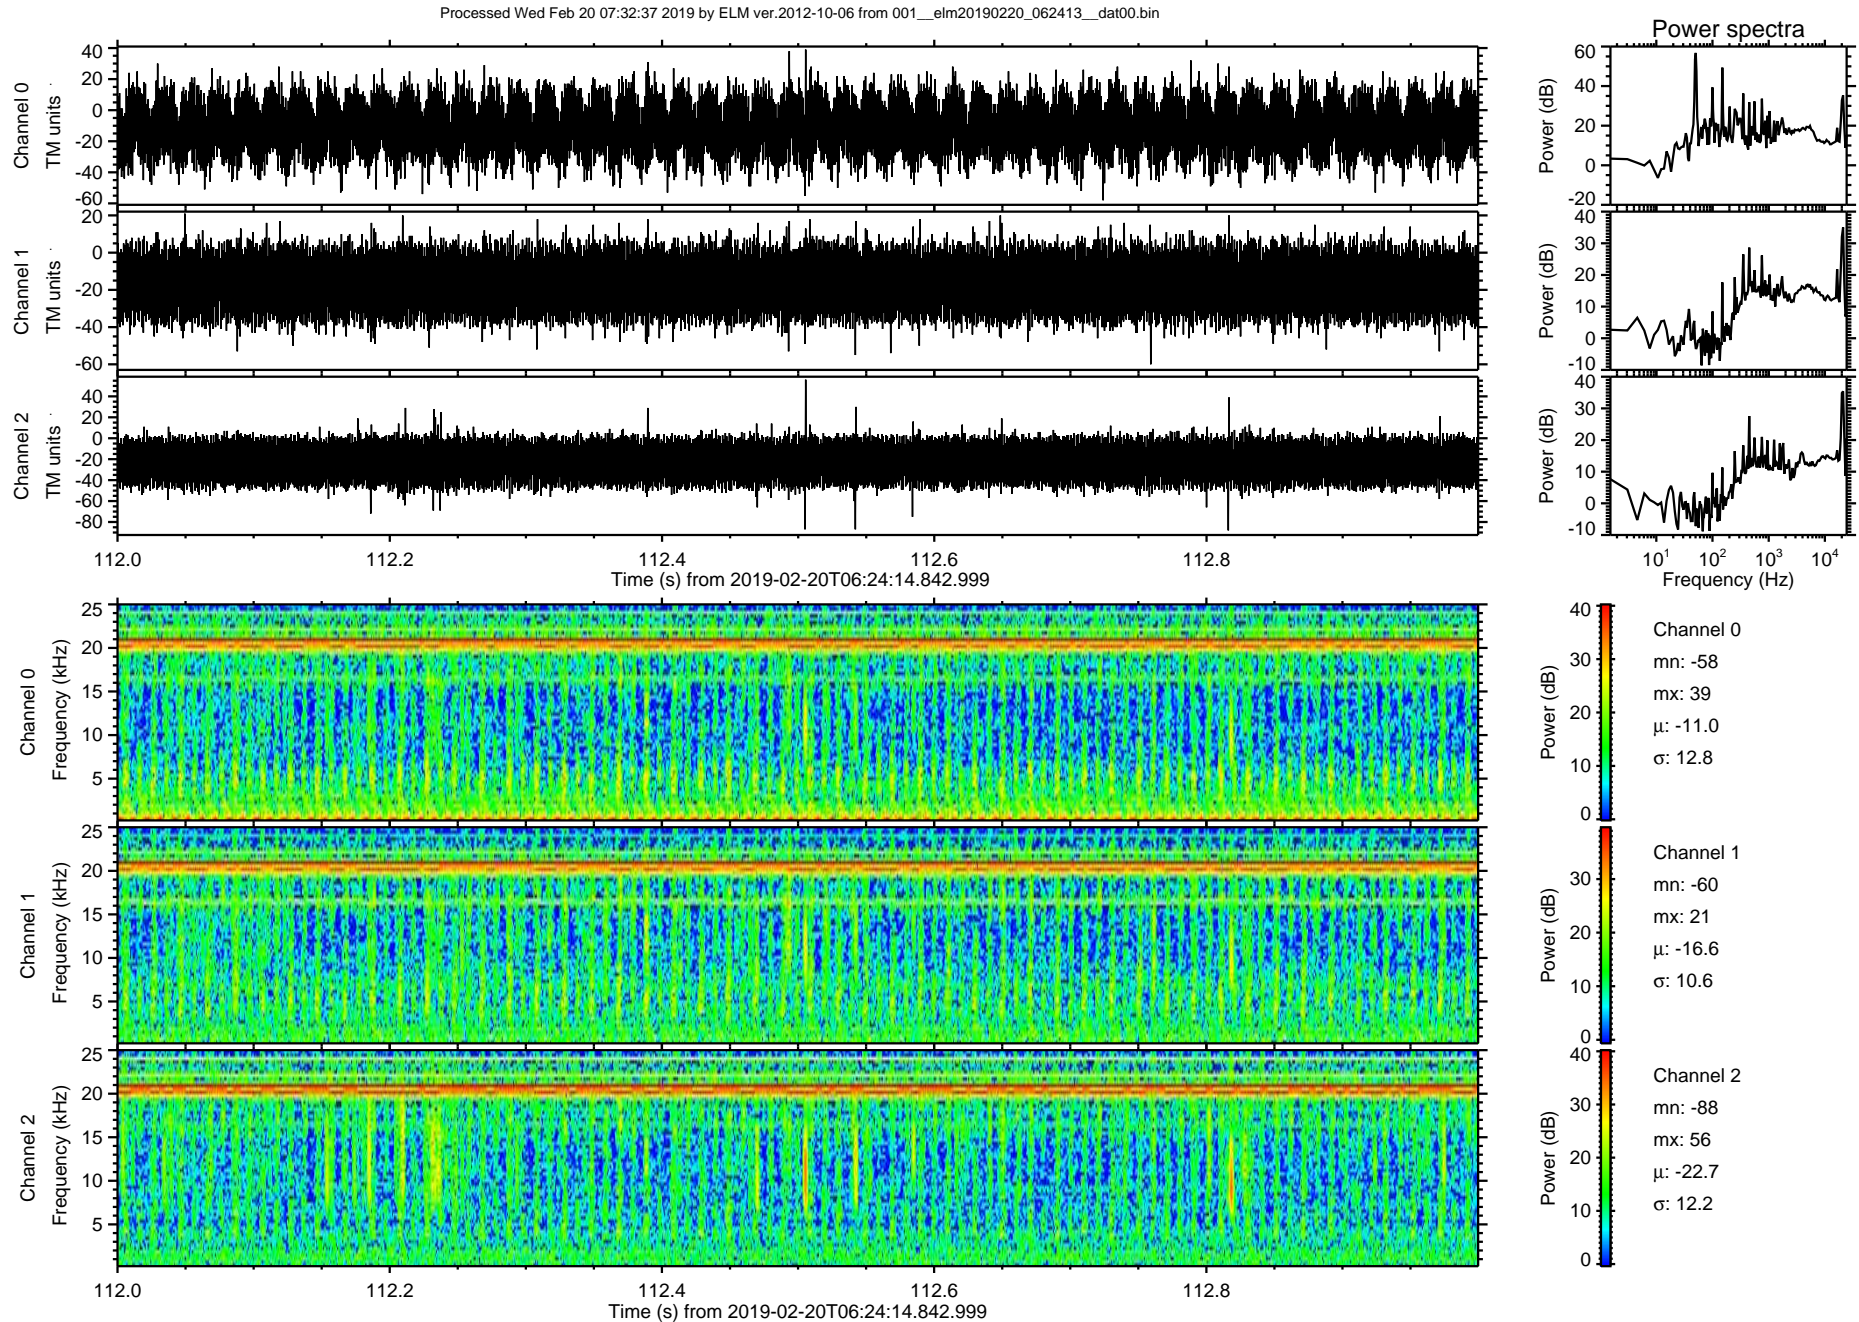 Processed Wed Feb 20 07:32:37 2019 by ELM ver.2012-10-06 from 001__elm20190220_062413__dat00.bin
Power spectra
Channel 0
TM units
40
20
0
-20
-40
-60
Power (dB)
60
40
20
0
-20
Channel 1
TM units
20
0
-20
-40
-60
Power (dB)
40
30
20
10
0
-10
Channel 2
TM units
40
20
0
-20
-40
-60
-80
Power (dB)
40
30
20
10
0
-10
112.0 112.2 112.4 112.6 112.8
Time (s) from 2019-02-20T06:24:14.842.999
10^1 10^2 10^3 10^4
Frequency (Hz)
Channel 0
Frequency (kHz)
25
20
15
10
5
Power (dB)
40
30
20
10
0
Channel 0
mn: -58
mx: 39
μ: -11.0
σ: 12.8
Channel 1
Frequency (kHz)
25
20
15
10
5
Power (dB)
30
20
10
0
Channel 1
mn: -60
mx: 21
μ: -16.6
σ: 10.6
Channel 2
Frequency (kHz)
25
20
15
10
5
Power (dB)
40
30
20
10
0
Channel 2
mn: -88
mx: 56
μ: -22.7
σ: 12.2
112.0 112.2 112.4 112.6 112.8
Time (s) from 2019-02-20T06:24:14.842.999